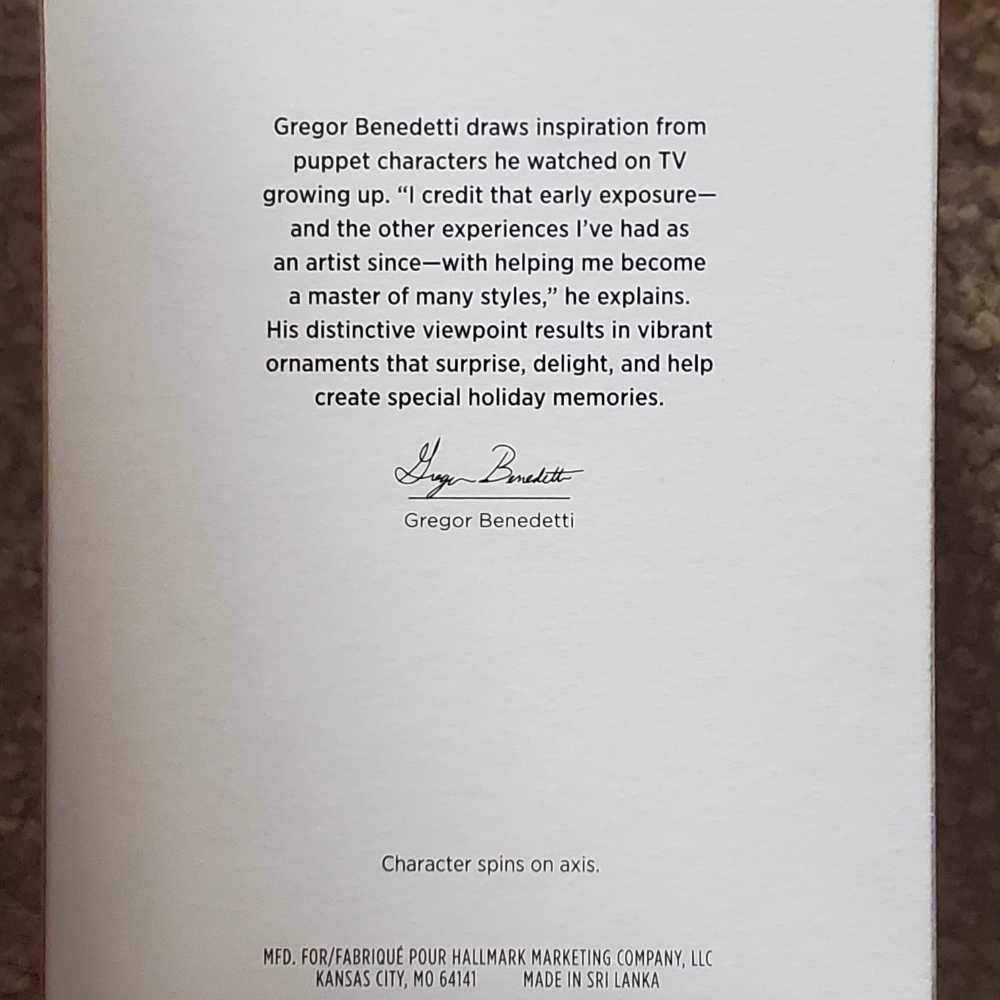 Gregor Benedetti draws inspiration from
puppet characters he watched on TV
growing up. “I credit that early exposure—
and the other experiences I’ve had as
an artist since—with helping me become
a master of many styles,” he explains.
His distinctive viewpoint results in vibrant
ornaments that surprise, delight, and help
create special holiday memories.
Gregor Benedetti
Gregor Benedetti
Character spins on axis.
MFD. FOR/FABRIQUÉ POUR HALLMARK MARKETING COMPANY, LLC
KANSAS CITY, MO 64141 MADE IN SRI LANKA